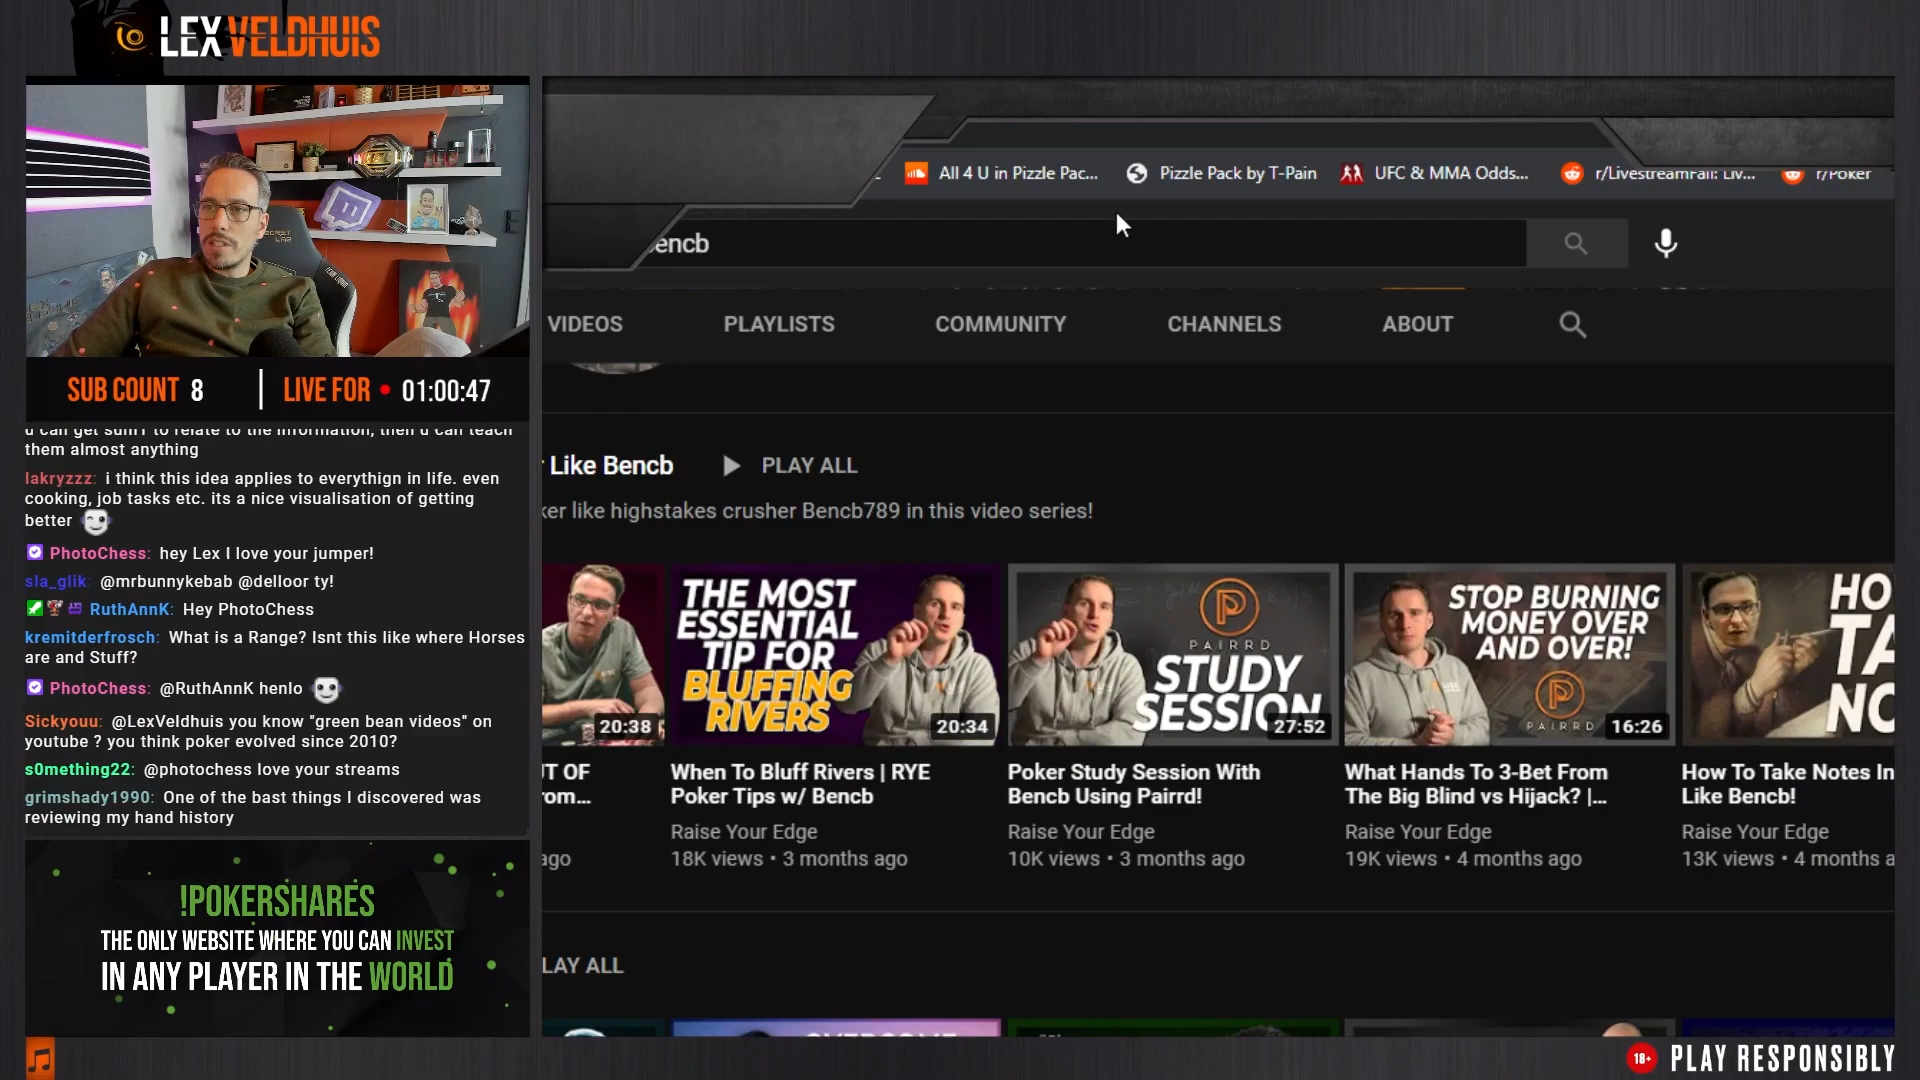 LEXVELDHUIS
SUB COUNT 8 | LIVE FOR • 01:00:47
them almost anything
lakryzzz: i think this idea applies to everythign in life. even
cooking, job tasks etc. its a nice visualisation of getting
better
PhotoChess: hey Lex I love your jumper!
sla_glik: @mrbunnykebab @delloor ty!
RuthAnnK: Hey PhotoChess
kremitderfrosch: What is a Range? Isnt this like where Horses
are and Stuff?
PhotoChess: @RuthAnnK henlo
Sickyouu: @LexVeldhuis you know "green bean videos" on
youtube ? you think poker evolved since 2010?
s0mething22: @photochess love your streams
grimshady1990: One of the bast things I discovered was
reviewing my hand history
!POKERSHARES
THE ONLY WEBSITE WHERE YOU CAN INVEST
IN ANY PLAYER IN THE WORLD
All 4 U in Pizzle Pac... Pizzle Pack by T-Pain UFC & MMA Odds... r/LivestreamFail: Liv... r/Poker
encb
VIDEOS PLAYLISTS COMMUNITY CHANNELS ABOUT
Like Bencb PLAY ALL
ker like highstakes crusher Bencb789 in this video series!
20:38
THE MOST
ESSENTIAL
TIP FOR
BLUFFING
RIVERS
20:34
PAIRRD
STUDY
SESSION
27:52
STOP BURNING
MONEY OVER
AND OVER!
PAIRRD
16:26
HO
TA
NO
UT OF
rom...
ago
When To Bluff Rivers | RYE
Poker Tips w/ Bencb
Raise Your Edge
18K views • 3 months ago
Poker Study Session With
Bencb Using Pairrd!
Raise Your Edge
10K views • 3 months ago
What Hands To 3-Bet From
The Big Blind vs Hijack? |...
Raise Your Edge
19K views • 4 months ago
How To Take Notes In
Like Bencb!
Raise Your Edge
13K views • 4 months a
LAY ALL
18+ PLAY RESPONSIBLY